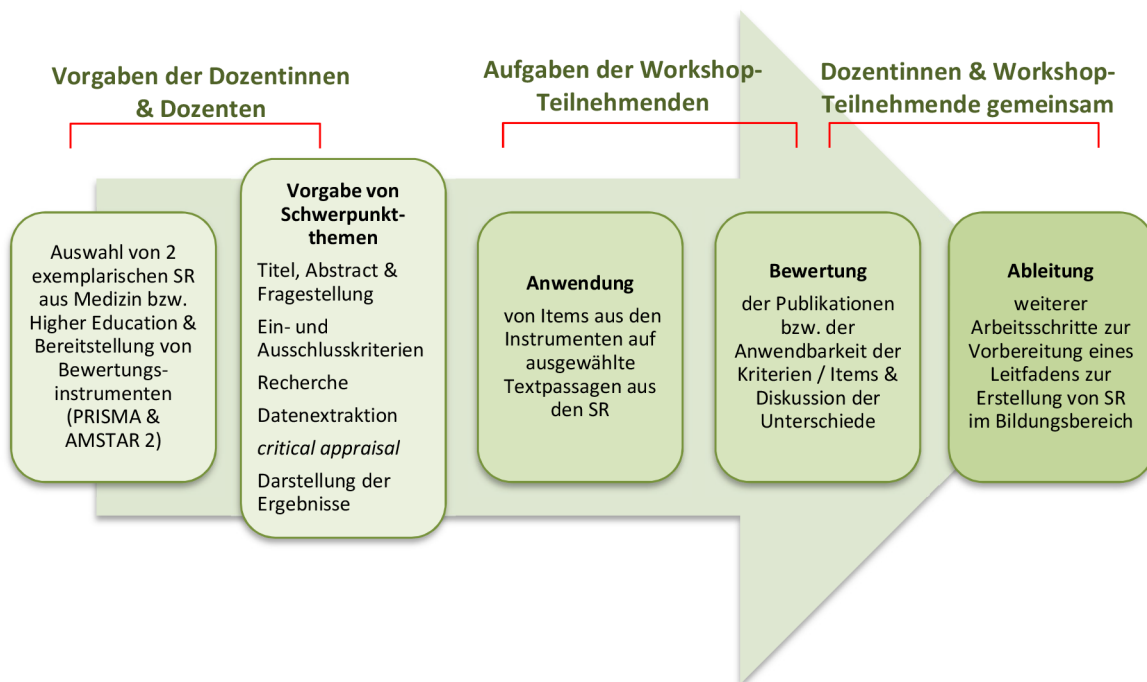 Vorgaben der Dozentinnen
& Dozenten
Aufgaben der Workshop-
Teilnehmenden
Dozentinnen & Workshop-
Teilnehmende gemeinsam
Auswahl von 2
exemplarischen SR
aus Medizin bzw.
Higher Education &
Bereitstellung von
Bewertungs-
instrumenten
(PRISMA &
AMSTAR 2)
Vorgabe von
Schwerpunkt-
themen
Titel, Abstract &
Fragestellung
Ein- und
Ausschlusskriterien
Recherche
Datenextraktion
critical appraisal
Darstellung der
Ergebnisse
Anwendung
von Items aus den
Instrumenten auf
ausgewählte
Textpassagen aus
den SR
Bewertung
der Publikationen
bzw. der
Anwendbarkeit der
Kriterien / Items &
Diskussion der
Unterschiede
Ableitung
weiterer
Arbeitsschritte zur
Vorbereitung eines
Leitfadens zur
Erstellung von SR
im Bildungsbereich